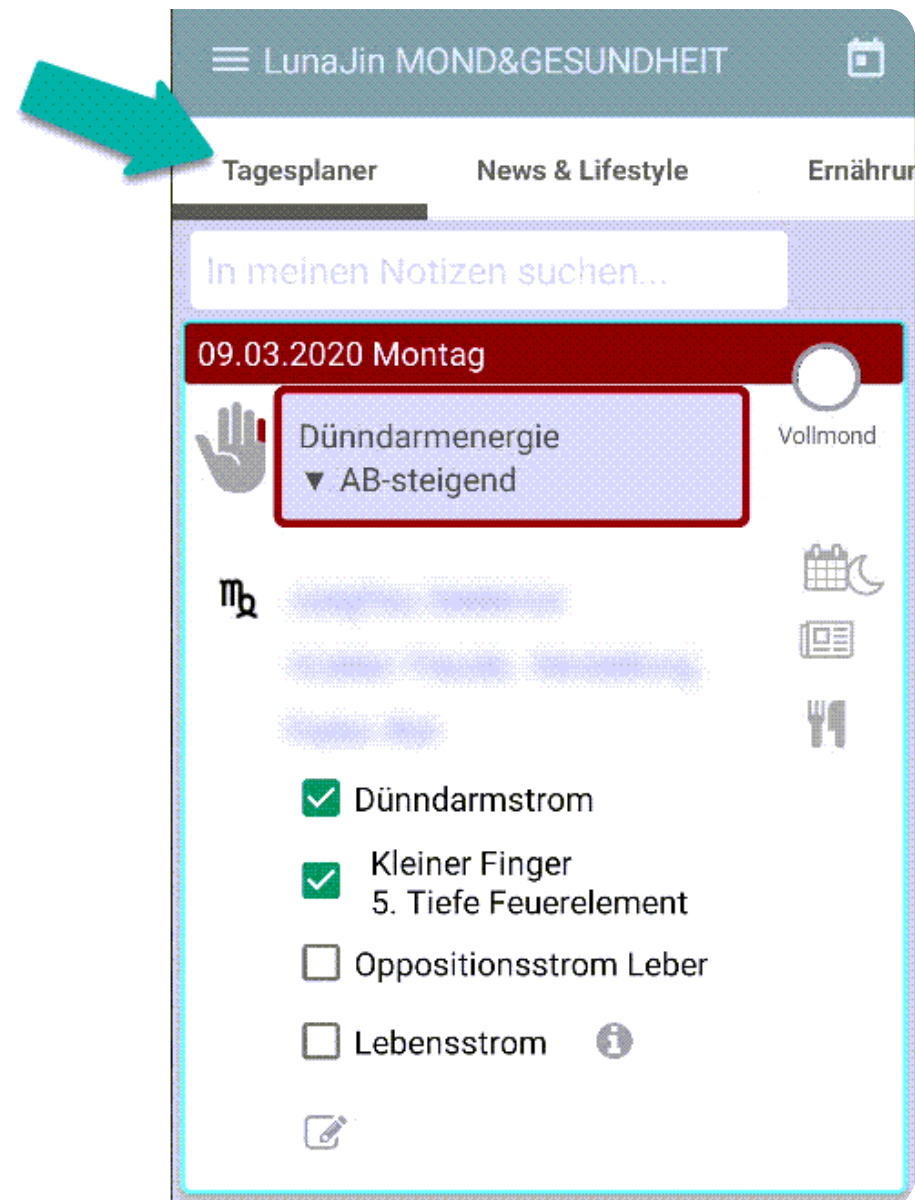 LunaJin MOND&GESUNDHEIT
Tagesplaner News & Lifestyle Ernährun
In meinen Notizen suchen...
09.03.2020 Montag
Vollmond
Dünndarmenergie
▼ AB-steigend
Dünndarmstrom
Kleiner Finger
5. Tiefe Feuerelement
Oppositionsstrom Leber
Lebensstrom